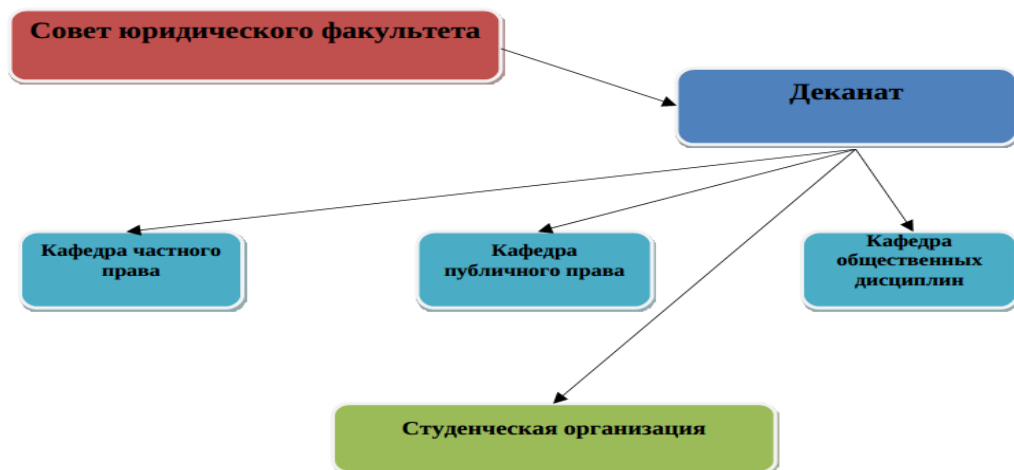 Совет юридического факультета
Деканат
Кафедра частного
права
Кафедра
публичного права
Кафедра
общественных
дисциплин
Студенческая организация